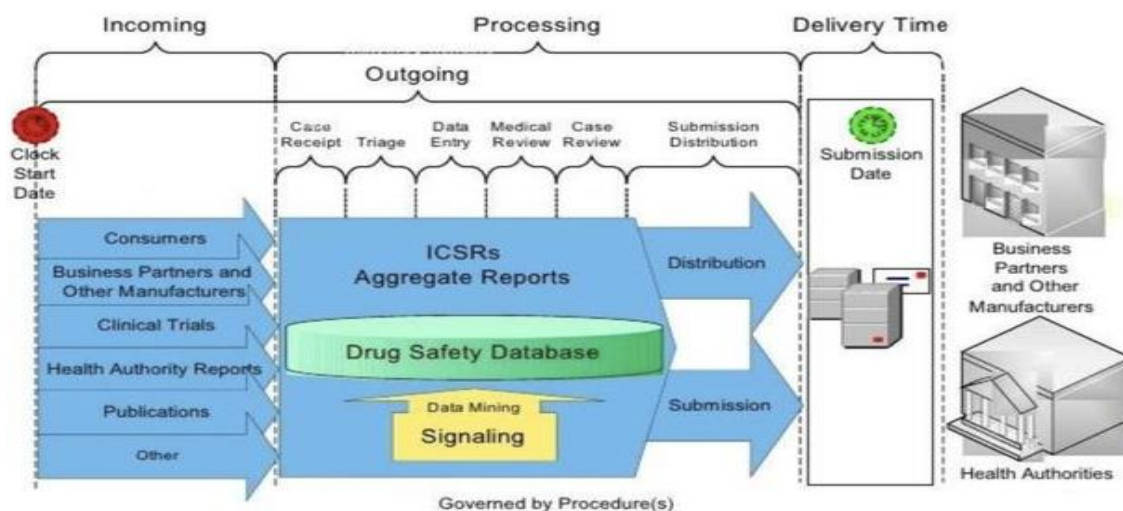 Incoming
Processing
Delivery Time
Outgoing
Clock
Start
Date
Cace
Receipt
Triage
Data
Entry
Medical
Review
Case
Review
Submission
Distribution
Submission
Date
Consumers
Business Partners and
Other Manufacturers
Clinical Trials
Health Authority Reports
Publications
Other
ICSRs
Aggregate Reports
Drug Safety Database
Data Mining
Signaling
Distribution
Submission
Business
Partners
and Other
Manufacturers
Health Authorities
Governed by Procedure(s)